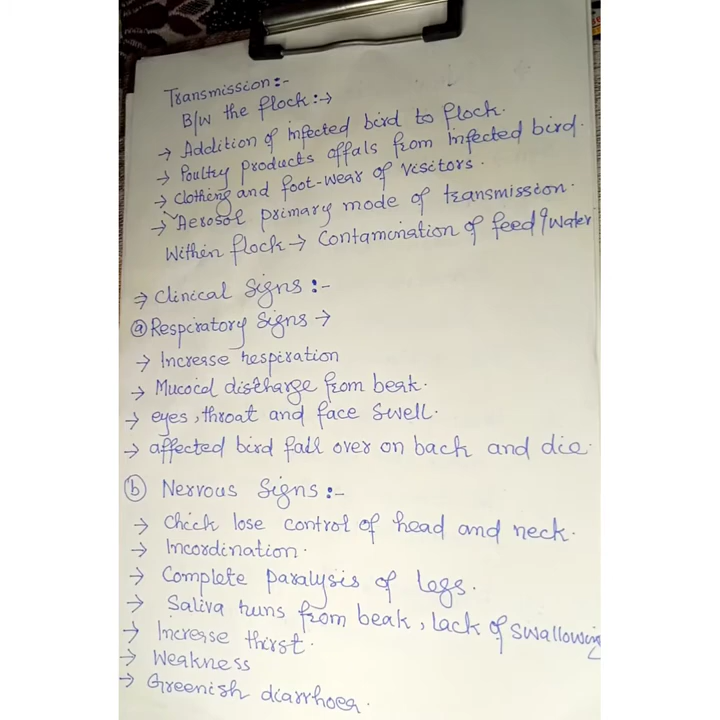 Transmission:-
B/W the flock:→
→ Addition of infected bird to flock.
→ Poultry products offals from infected bird.
→ Clothing and foot-wear of visitors.
→ Aerosol primary mode of transmission.
Within flock → Contamination of feed & water
→ Clinical Signs:-
ⓐ Respiratory Signs →
→ Increase respiration
→ Mucoid discharge from beak.
→ eyes, throat and face swell.
→ affected bird fall over on back and die.
ⓑ Nervous Signs:-
→ Chick lose control of head and neck.
→ Incordination.
→ Complete paralysis of legs.
→ Saliva runs from beak, lack of swallowing
→ Increase thirst.
→ Weakness
→ Greenish diarrhoea.